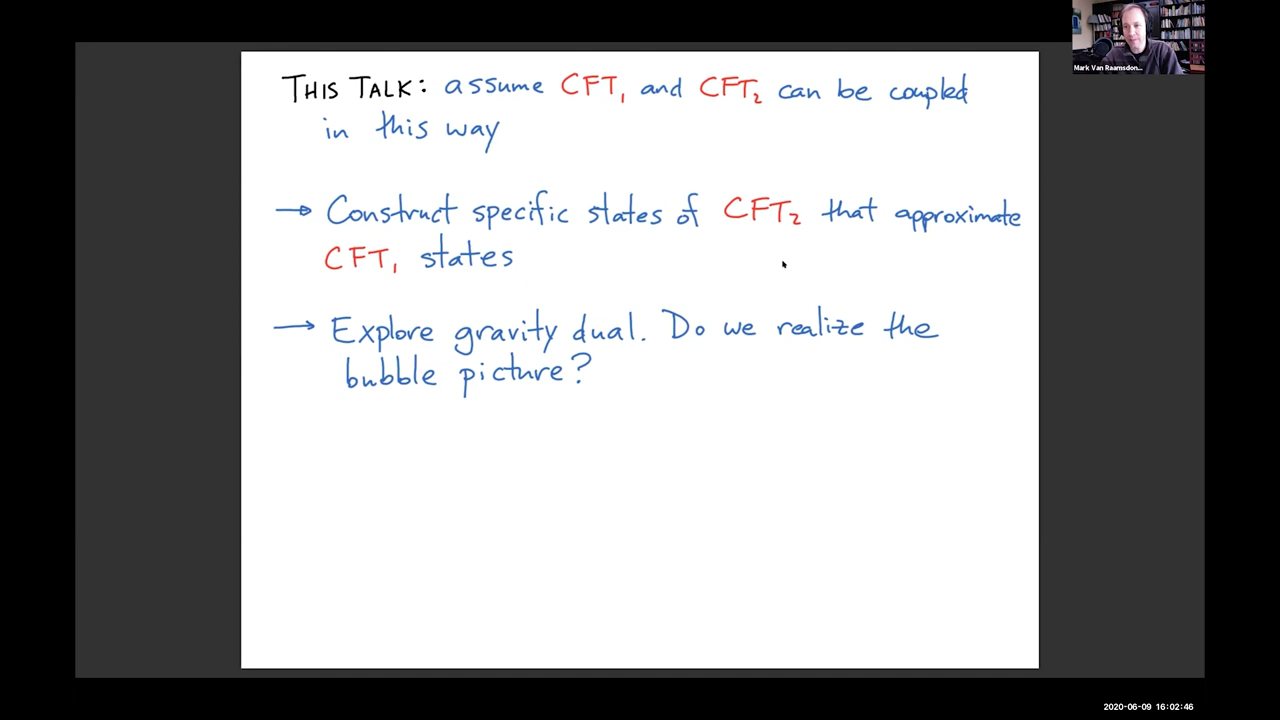 THIS TALK: assume CFT₁ and CFT₂ can be coupled
in this way
→ Construct specific states of CFT₂ that approximate
CFT₁ states
→ Explore gravity dual. Do we realize the
bubble picture?
Mark Van Raamsdon...
2020-06-09 16:02:46